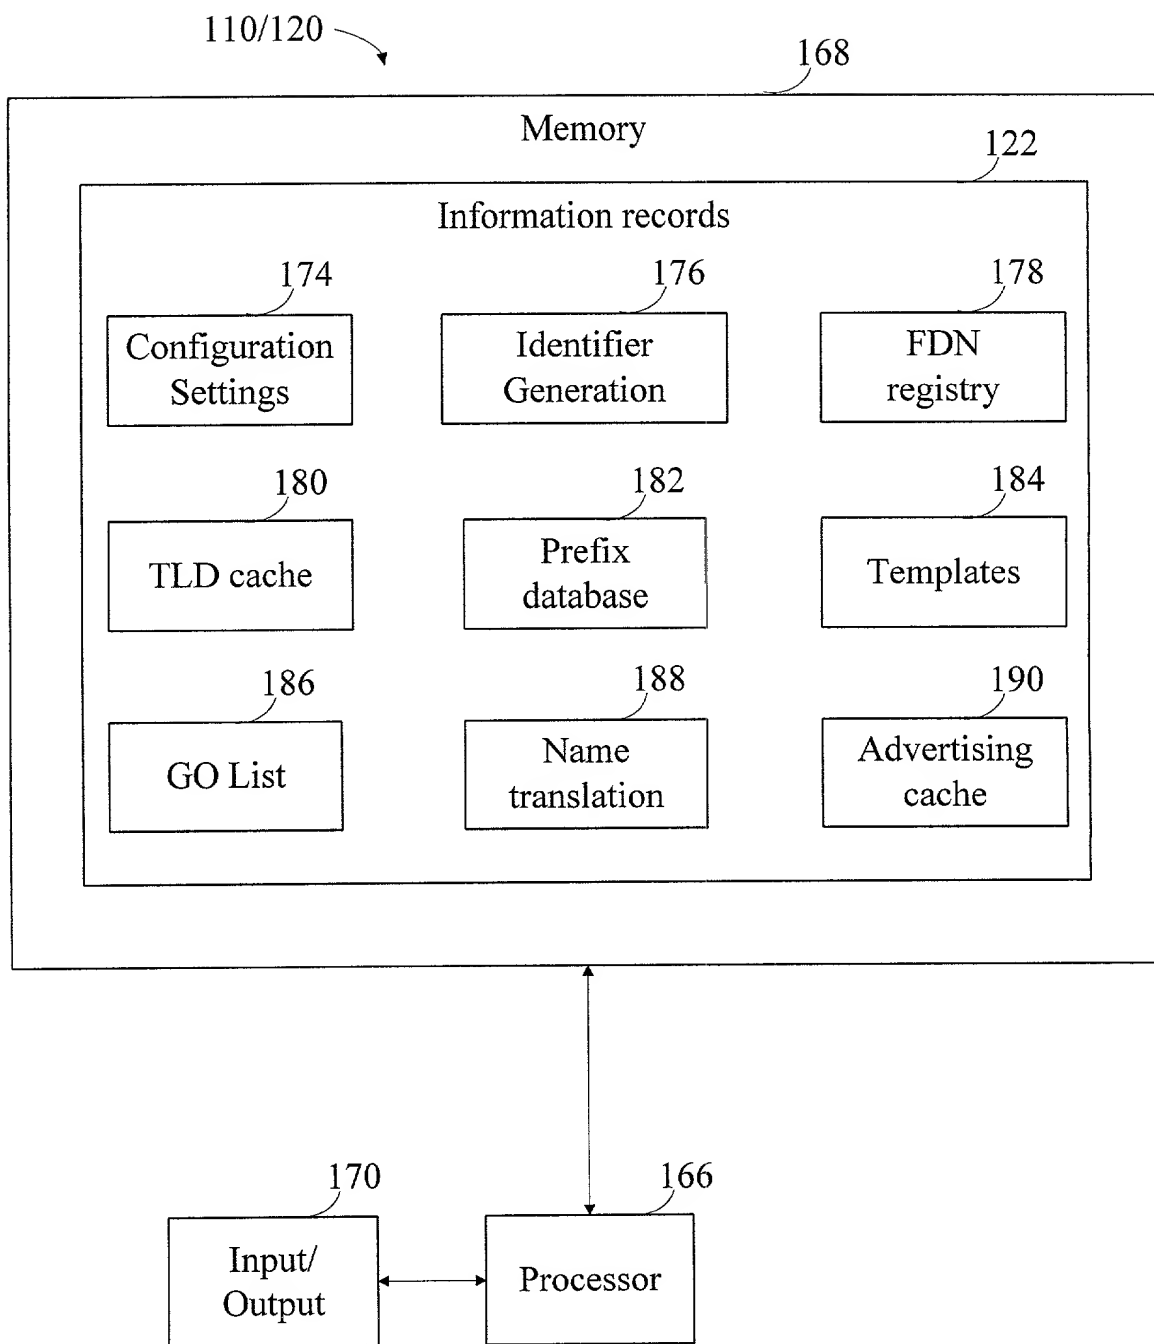 110/120
168
Memory
122
Information records
174
176
178
Configuration
Settings
Identifier
Generation
FDN
registry
180
182
184
TLD cache
Prefix
database
Templates
186
188
190
GO List
Name
translation
Advertising
cache
170
166
Input/
Output
Processor